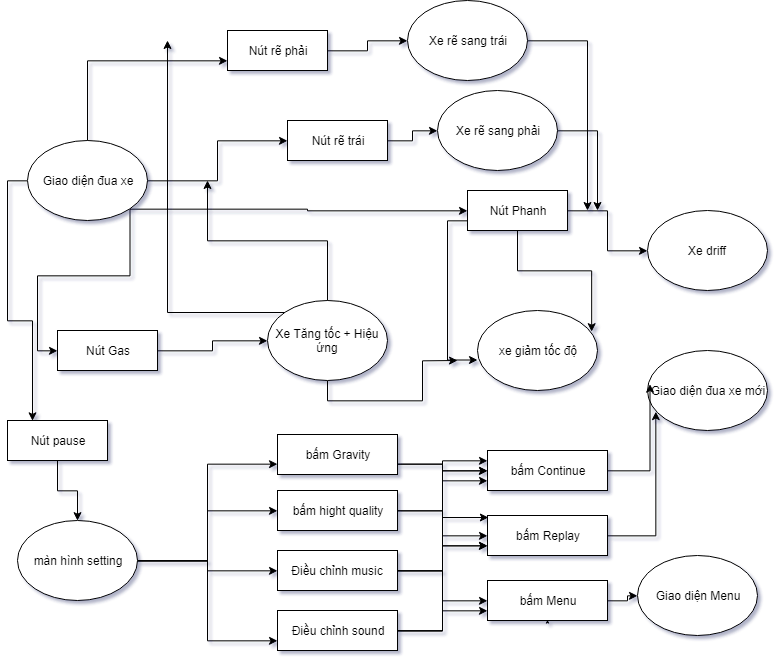 Nút rẽ phải
Xe rẽ sang trái
Nút rẽ trái
Xe rẽ sang phải
Giao diện đua xe
Nút Phanh
Xe driff
Nút Gas
Xe Tăng tốc + Hiệu
ứng
xe giảm tốc độ
Giao diện đua xe mới
Nút pause
bấm Gravity
bấm Continue
bấm hight quality
bấm Replay
màn hình setting
Điều chỉnh music
bấm Menu
Giao diện Menu
Điều chỉnh sound